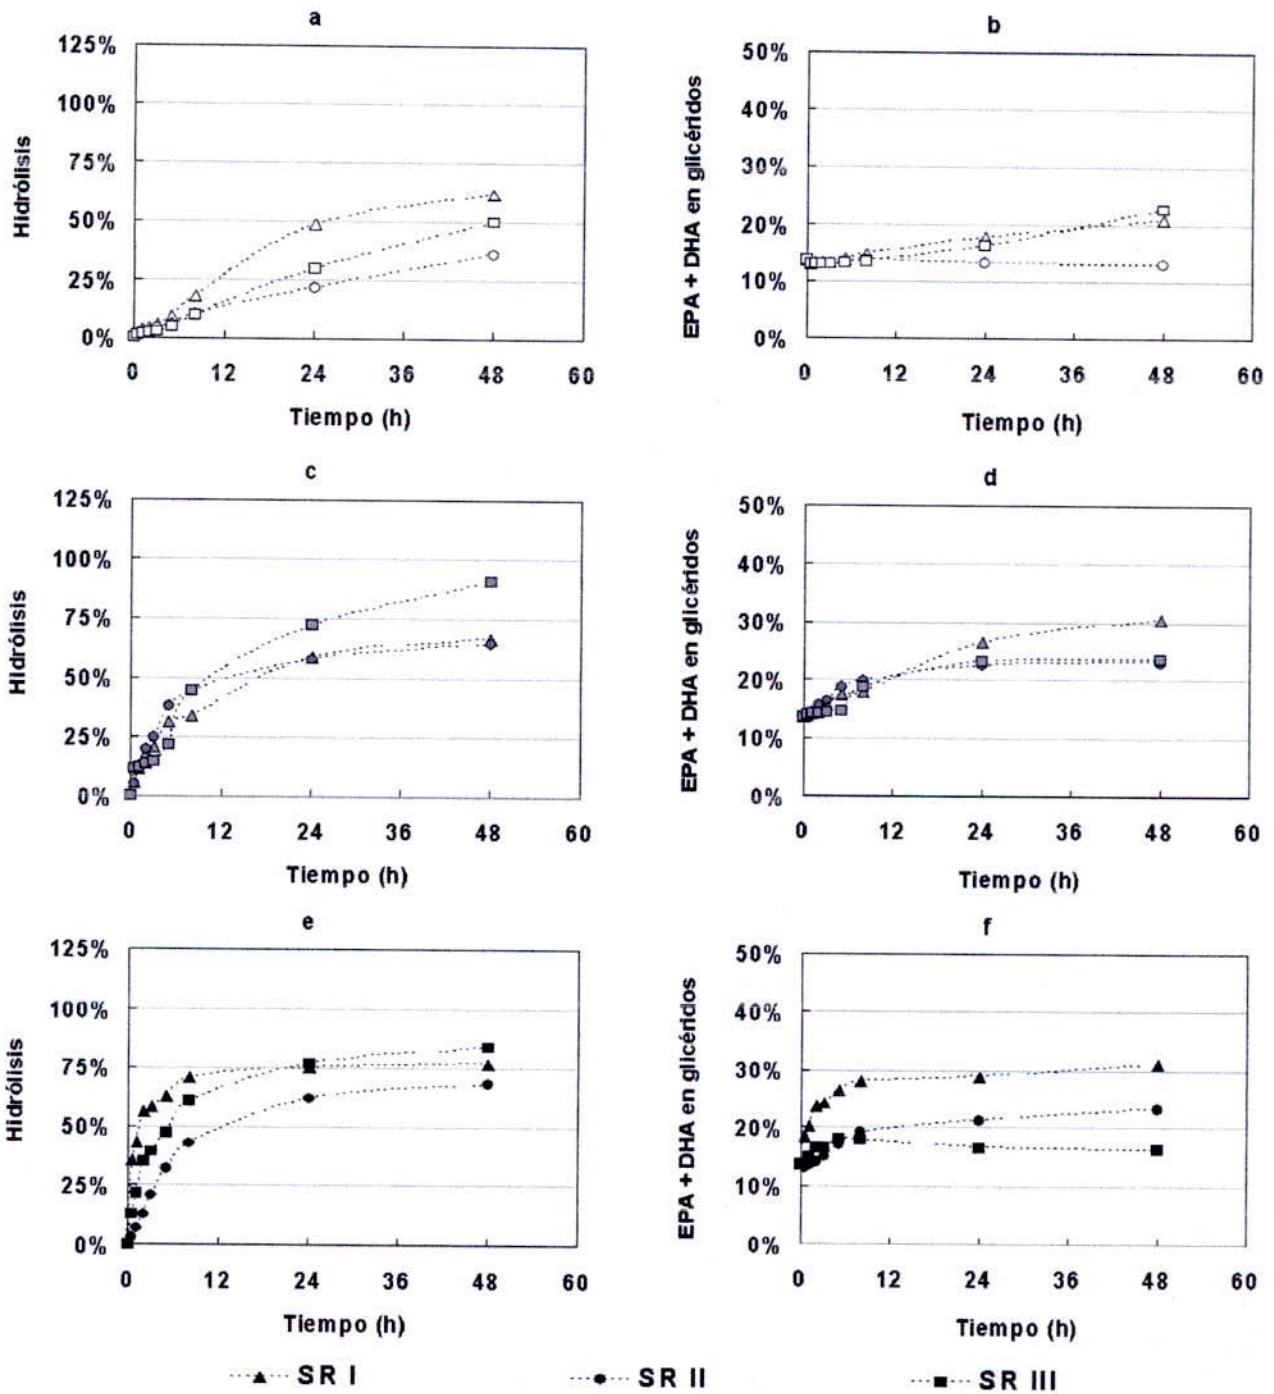 a
125%
100%
75%
50%
25%
0%
Hidrólisis
0 12 24 36 48 60
Tiempo (h)
b
50%
40%
30%
20%
10%
0%
EPA + DHA en glicéridos
0 12 24 36 48 60
Tiempo (h)
c
125%
100%
75%
50%
25%
0%
Hidrólisis
0 12 24 36 48 60
Tiempo (h)
d
50%
40%
30%
20%
10%
0%
EPA + DHA en glicéridos
0 12 24 36 48 60
Tiempo (h)
e
125%
100%
75%
50%
25%
0%
Hidrólisis
0 12 24 36 48 60
Tiempo (h)
f
50%
40%
30%
20%
10%
0%
EPA + DHA en glicéridos
0 12 24 36 48 60
Tiempo (h)
SR I
SR II
SR III